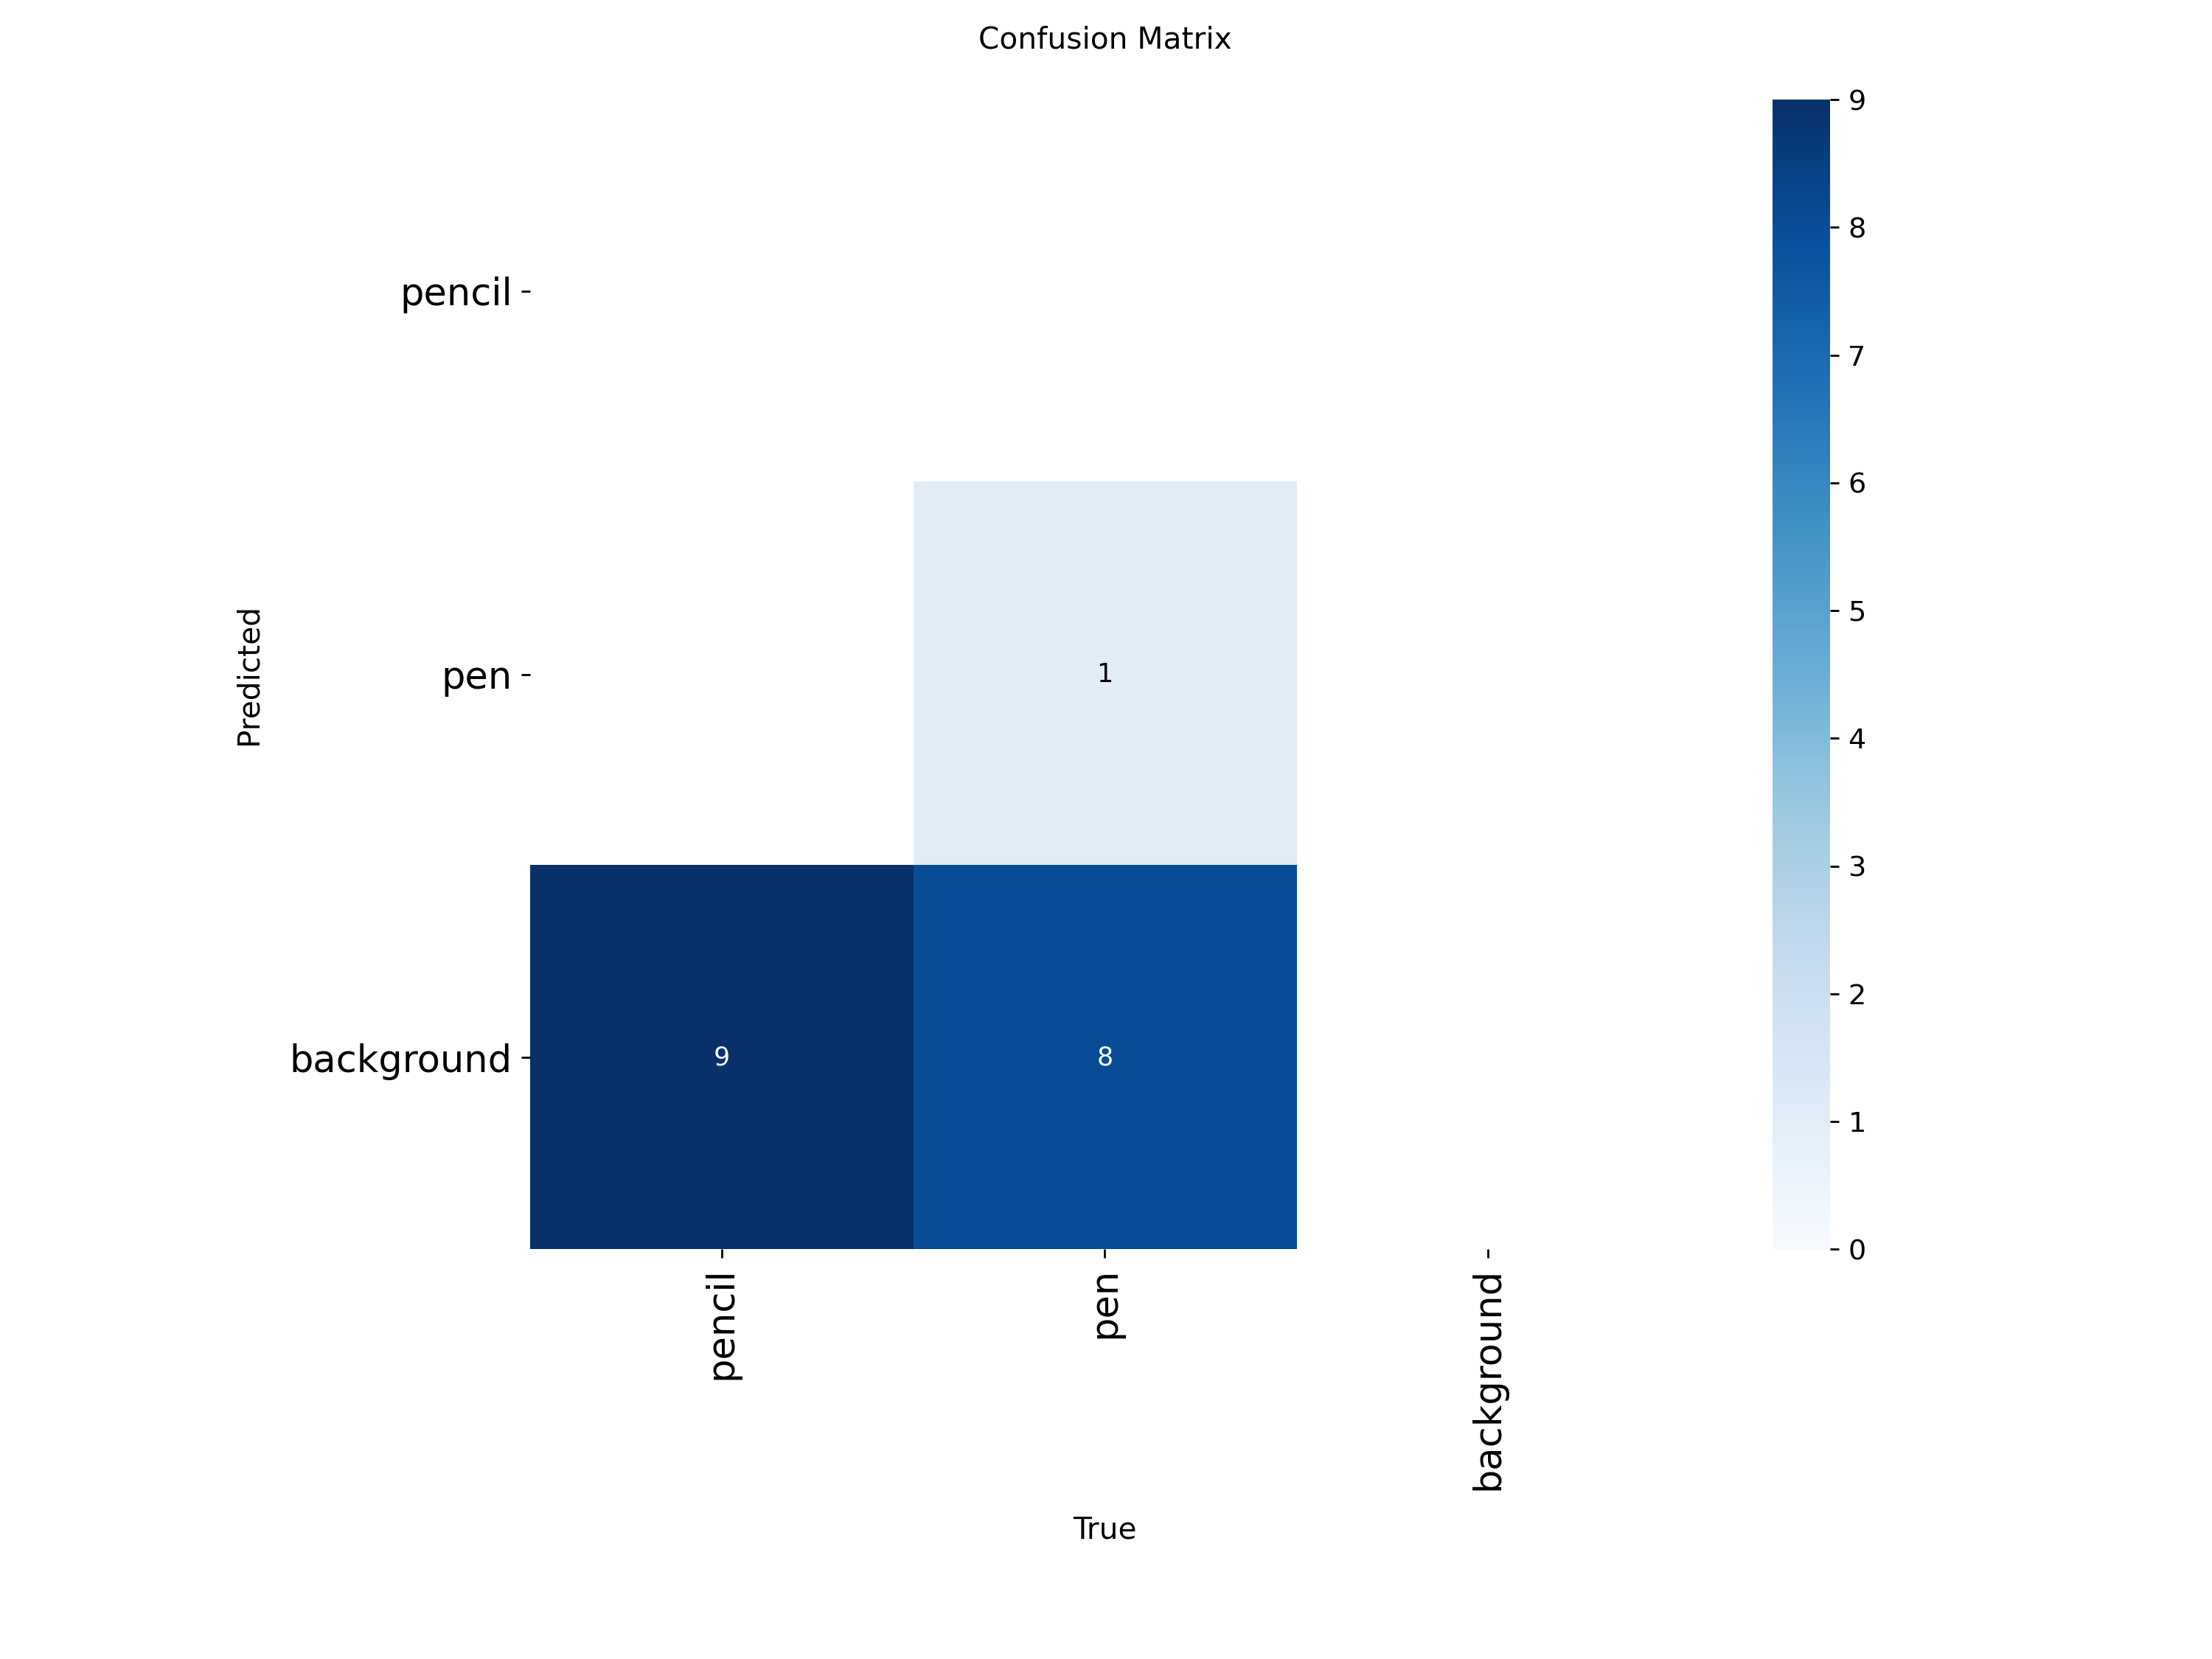 Confusion Matrix
9
8
7
6
5
4
3
2
1
0
Predicted
pencil
pen
background
1
9
8
pencil
pen
background
True